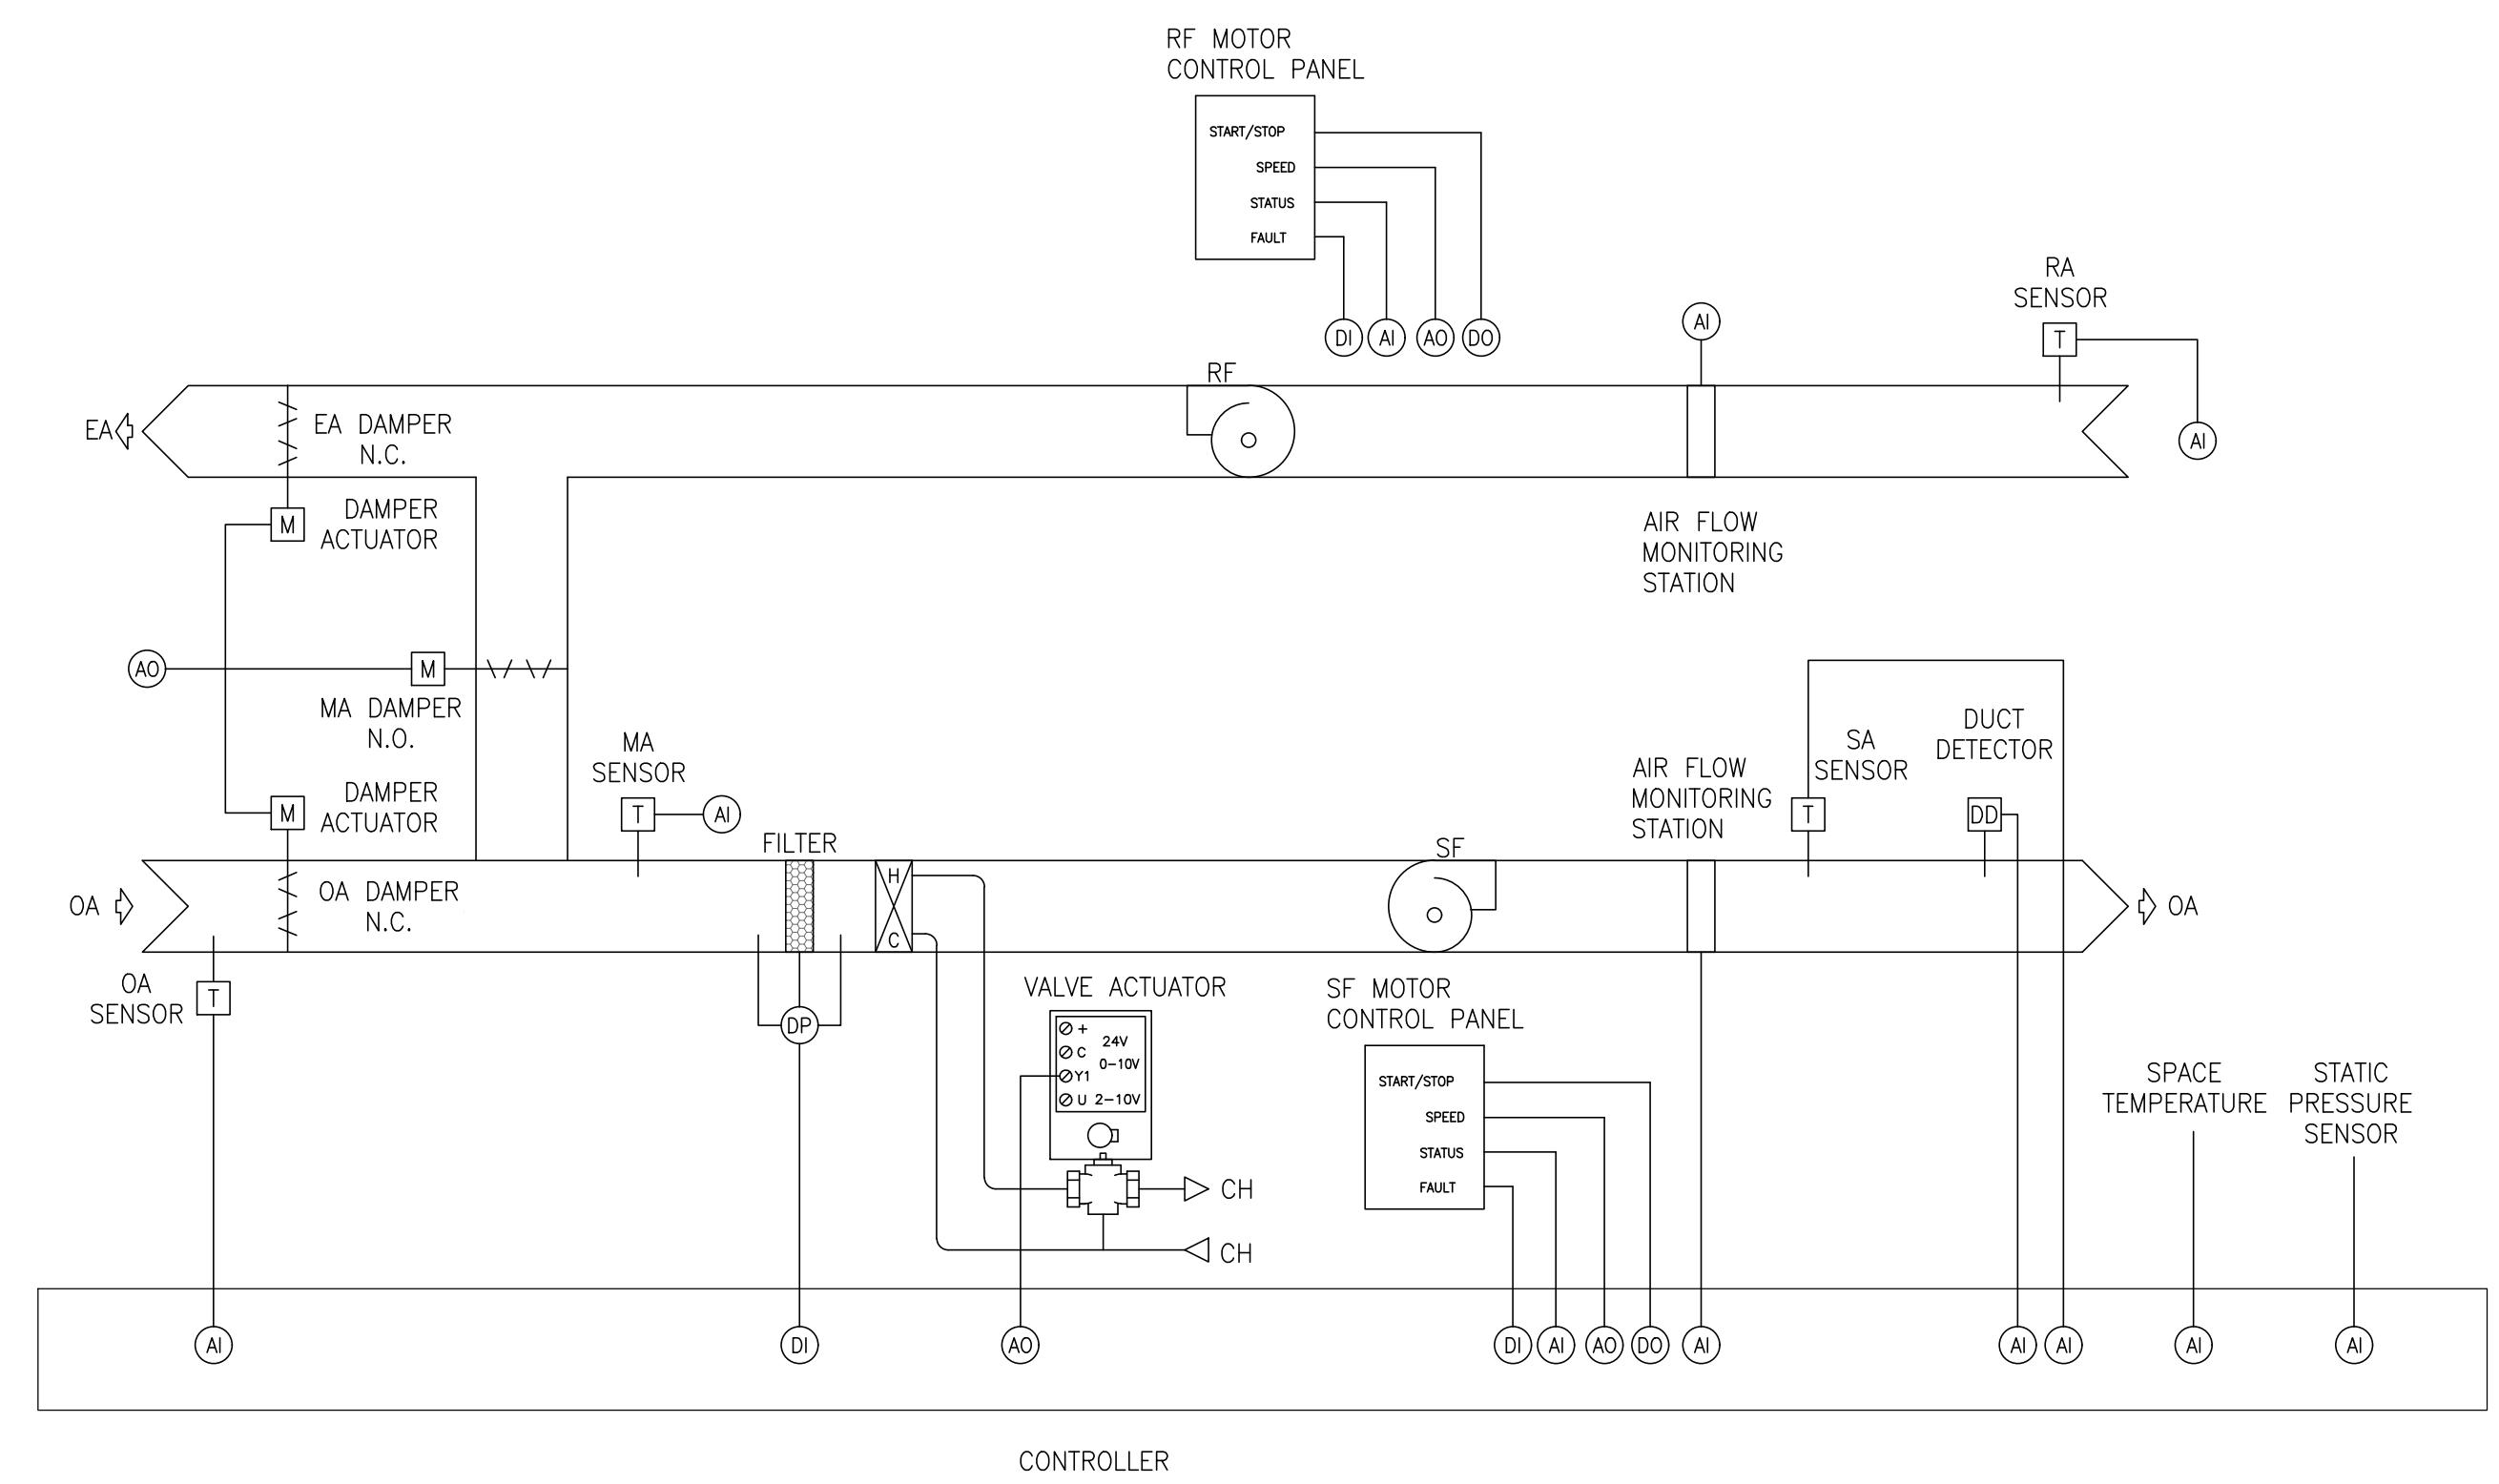 RF MOTOR
CONTROL PANEL
START/STOP
SPEED
STATUS
FAULT
DI
AI
AO
DO
AI
RA
SENSOR
T
AI
RF
EA
EA DAMPER
N.C.
M
DAMPER
ACTUATOR
AIR FLOW
MONITORING
STATION
AO
M
MA DAMPER
N.O.
MA
SENSOR
T
AI
M
DAMPER
ACTUATOR
FILTER
SF
AIR FLOW
MONITORING
STATION
T
SA
SENSOR
DUCT
DETECTOR
DD
OA
OA DAMPER
N.C.
H
C
OA
OA
SENSOR
T
DP
VALVE ACTUATOR
+
C
24V
0-10V
Y1
U 2-10V
CH
CH
SF MOTOR
CONTROL PANEL
START/STOP
SPEED
STATUS
FAULT
SPACE
TEMPERATURE
STATIC
PRESSURE
SENSOR
AI
DI
AO
DI
AI
AO
DO
AI
AI
AI
AI
AI
CONTROLLER